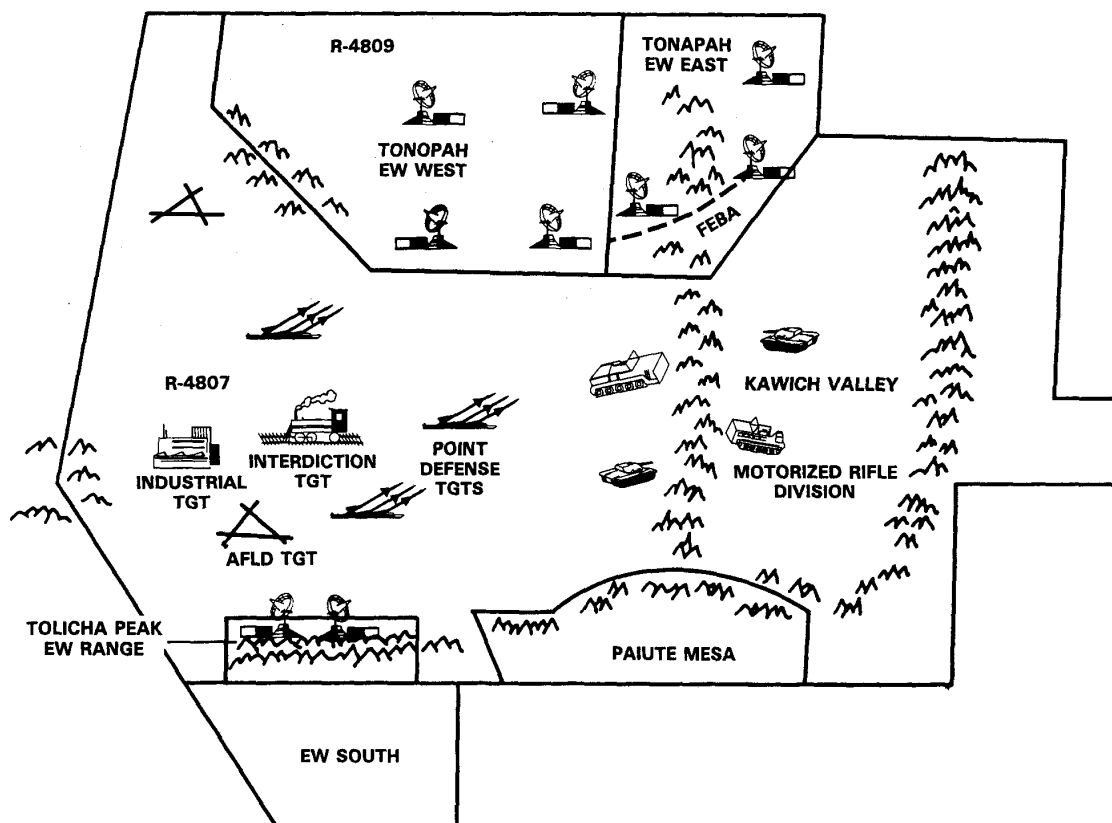 R-4809
TONAPAH
EW EAST
TONOPAH
EW WEST
FEBA
R-4807
KAWICH VALLEY
INTERDICTION
TGT
POINT
DEFENSE
TGTS
INDUSTRIAL
TGT
MOTORIZED RIFLE
DIVISION
AFLD TGT
TOLICHA PEAK
EW RANGE
PAIUTE MESA
EW SOUTH